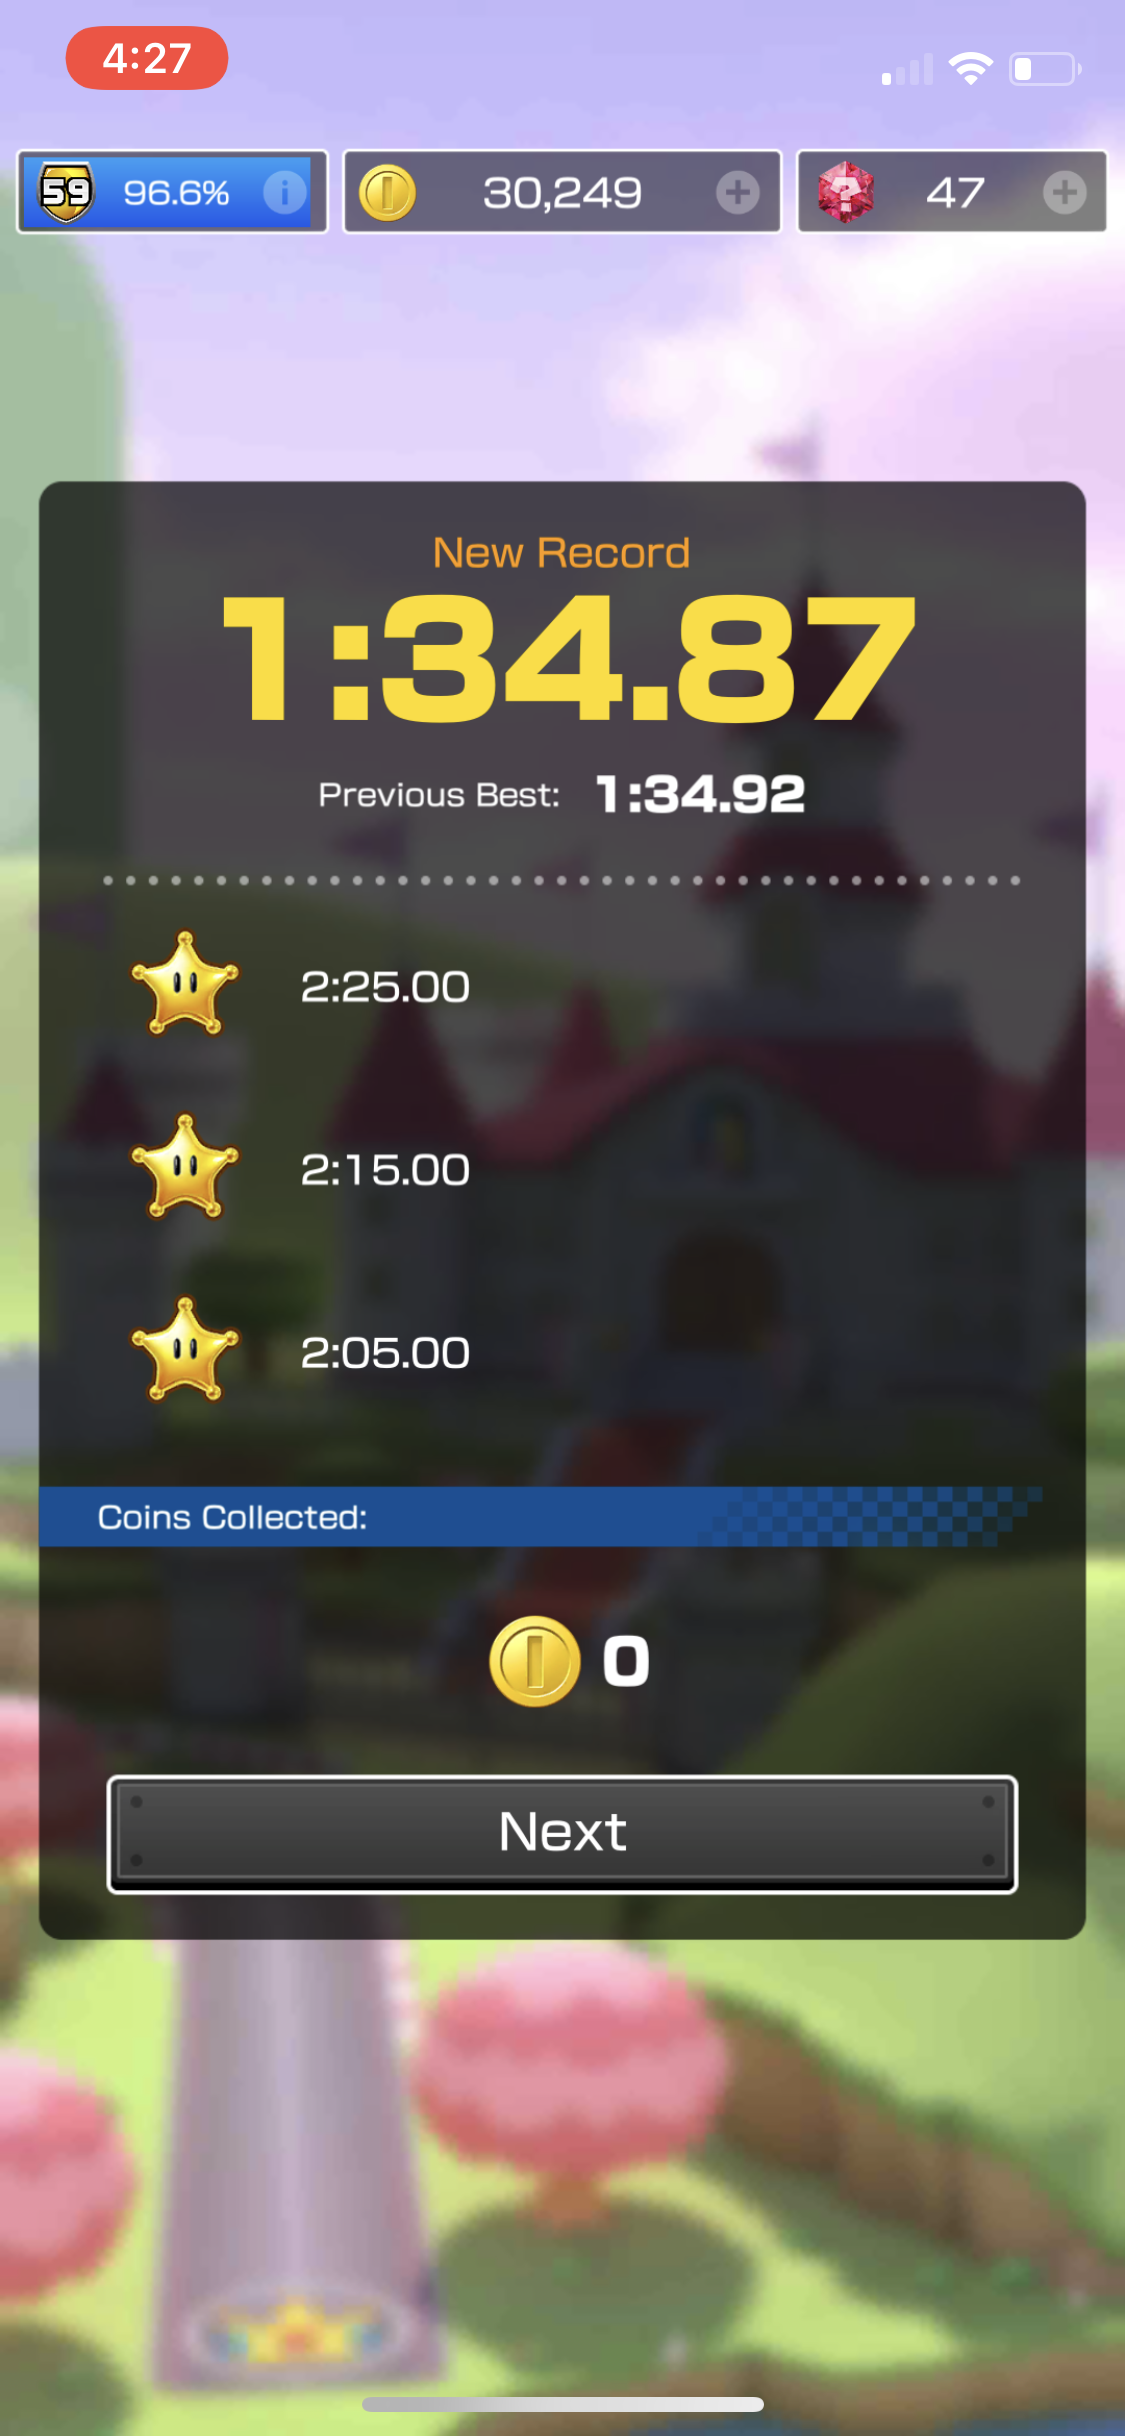 4:27
59 96.6% i 30,249 + 47 +
New Record
1:34.87
Previous Best: 1:34.92
2:25.00
2:15.00
2:05.00
Coins Collected:
0
Next